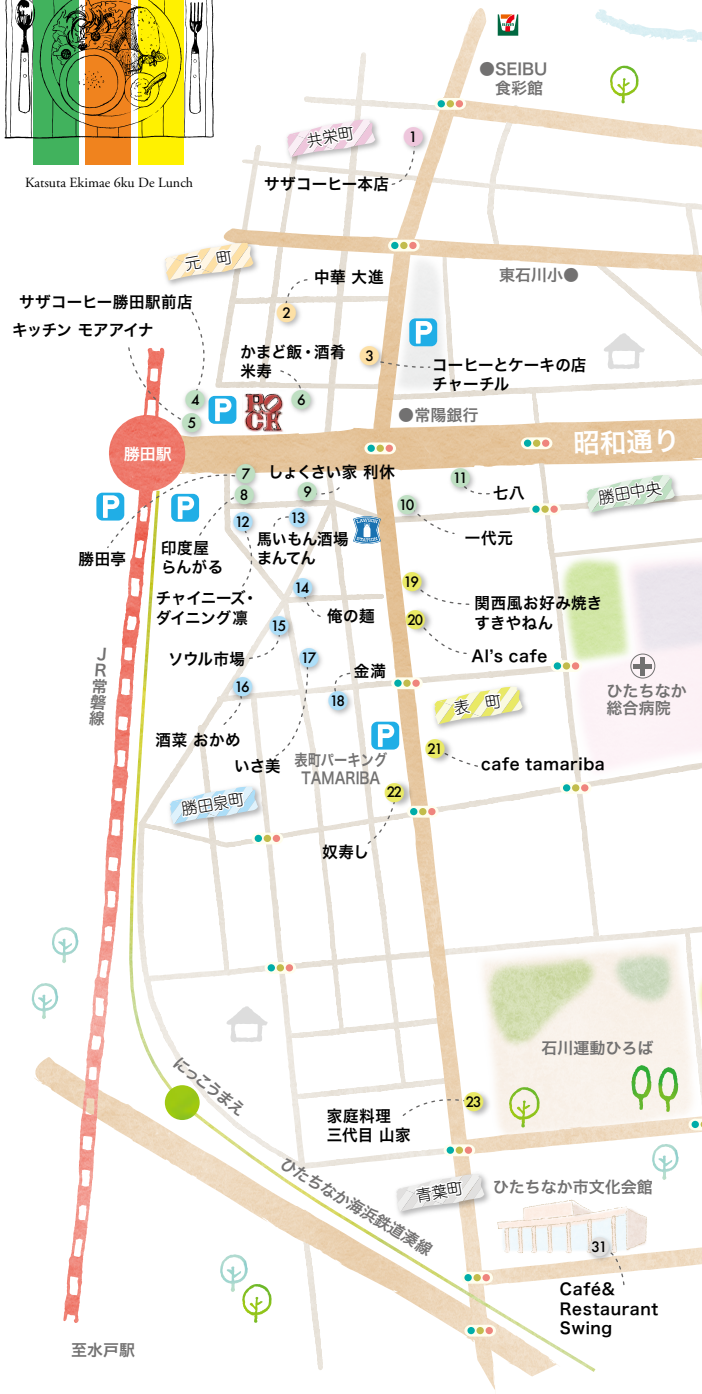 Katsuta Ekimae 6ku De Lunch
●SEIBU
食彩館
共栄町
1
サザコーヒー本店
元 町
中華 大進
2
東石川小●
サザコーヒー勝田駅前店
キッチン モアアイナ
かまど飯・酒肴
米寿
3
P
コーヒーとケーキの店
チャーチル
4
5
P
ROCK
6
●常陽銀行
勝田駅
昭和通り
7
しょくさい家 利休
8
9
11
七八
勝田中央
P
P
勝田亭
印度屋
らんがる
12
13
馬いもん酒場
まんてん
LAWSON
STATION
10
一代元
チャイニーズ・
ダイニング凛
14
俺の麺
19
関西風お好み焼き
すきやねん
15
ソウル市場
20
Al's cafe
JR常磐線
16
17
金満
18
ひたちなか
総合病院
表 町
酒菜 おかめ
いさ美
P
表町パーキング
TAMARIBA
21
cafe tamariba
勝田泉町
22
奴寿し
石川運動ひろば
にっこうまえ
家庭料理
三代目 山家
23
ひたちなか海浜鉄道湊線
青葉町
ひたちなか市文化会館
31
Café&
Restaurant
Swing
至水戸駅